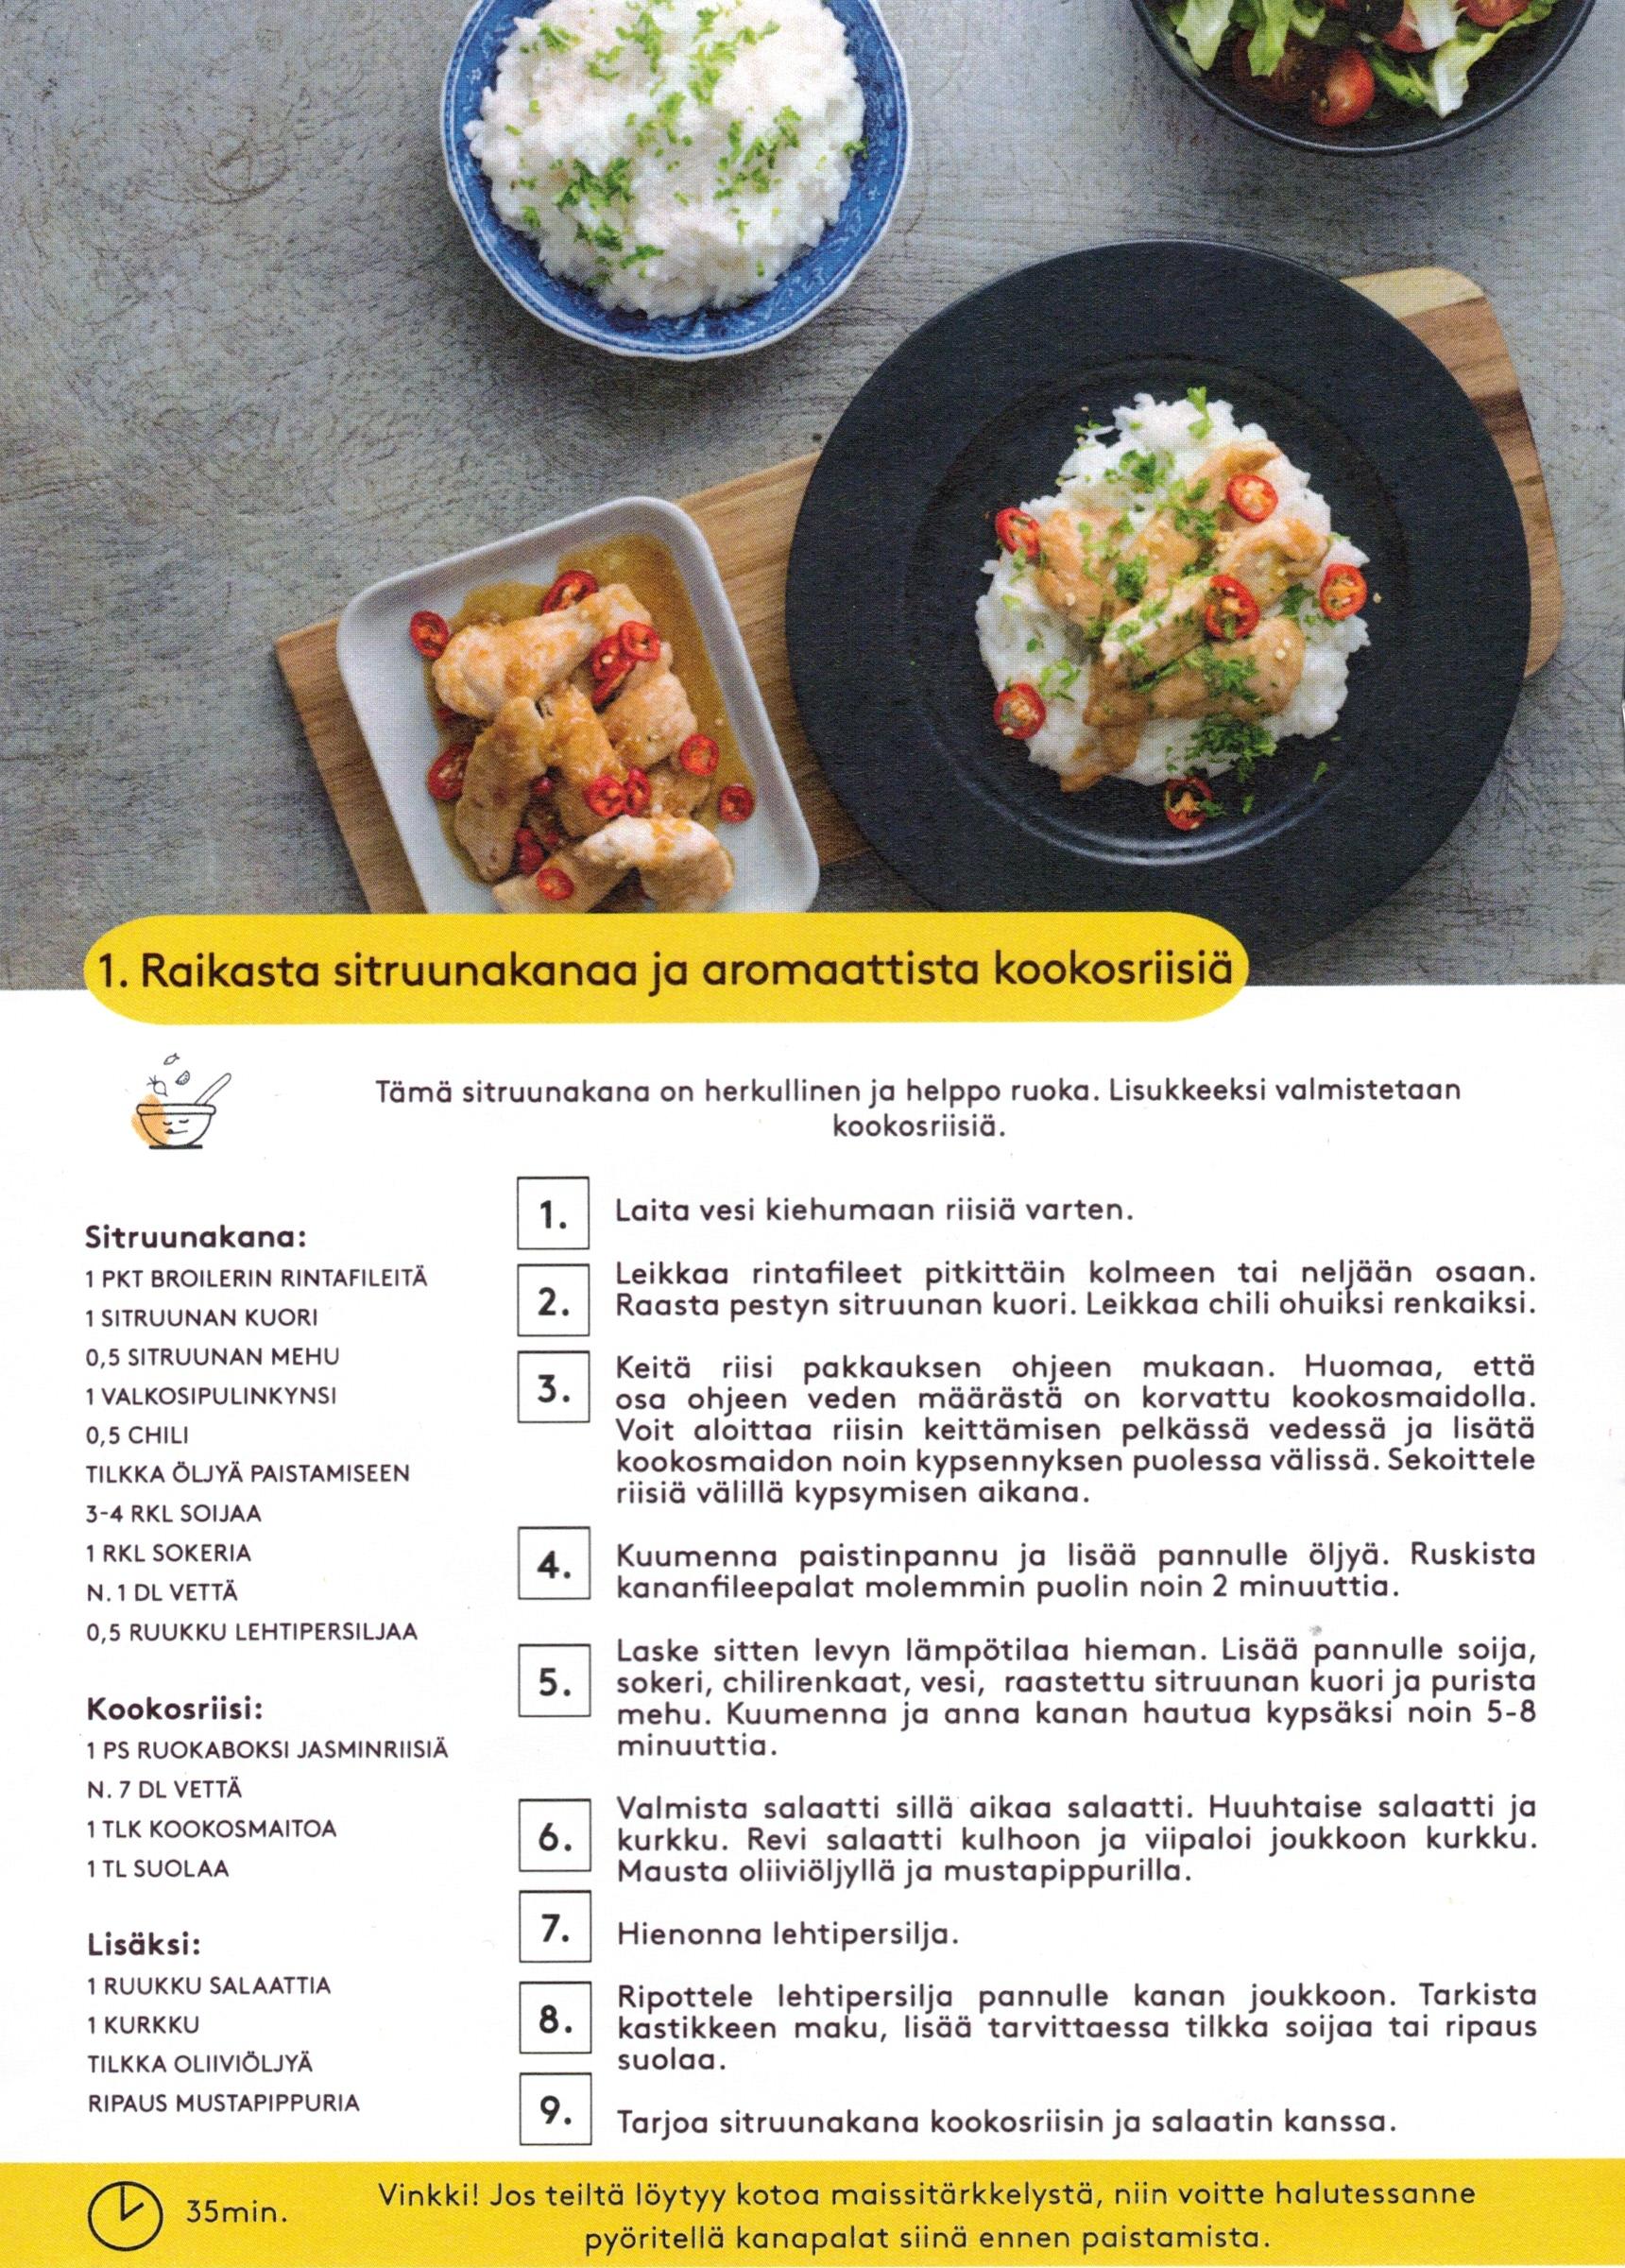 1. Raikasta sitruunakanaa ja aromaattista kookosriisiä
Tämä sitruunakana on herkullinen ja helppo ruoka. Lisukkeeksi valmistetaan
kookosriisiä.
Sitruunakana:
1 PKT BROILERIN RINTAFILEITÄ
1 SITRUUNAN KUORI
0,5 SITRUUNAN MEHU
1 VALKOSIPULINKYNSI
0,5 CHILI
TILKKA ÖLJYÄ PAISTAMISEEN
3-4 RKL SOIJAA
1 RKL SOKERIA
N. 1 DL VETTÄ
0,5 RUUKKU LEHTIPERSILJAA
Kookosriisi:
1 PS RUOKABOKSI JASMINRIISIÄ
N. 7 DL VETTÄ
1 TLK KOOKOSMAITOA
1 TL SUOLAA
Lisäksi:
1 RUUKKU SALAATTIA
1 KURKKU
TILKKA OLIIVIÖLJYÄ
RIPAUS MUSTAPIPPURIA
1. Laita vesi kiehumaan riisiä varten.
2. Leikkaa rintafileet pitkittäin kolmeen tai neljään osaan.
Raasta pestyn sitruunan kuori. Leikkaa chili ohuiksi renkaiksi.
3. Keitä riisi pakkauksen ohjeen mukaan. Huomaa, että
osa ohjeen veden määrästä on korvattu kookosmaidolla.
Voit aloittaa riisin keittämisen pelkässä vedessä ja lisätä
kookosmaidon noin kypsennyksen puolessa välissä. Sekoittele
riisiä välillä kypsymisen aikana.
4. Kuumenna paistinpannu ja lisää pannulle öljyä. Ruskista
kananfileepalat molemmin puolin noin 2 minuuttia.
5. Laske sitten levyn lämpötilaa hieman. Lisää pannulle soija,
sokeri, chilirenkaat, vesi, raastettu sitruunan kuori ja purista
mehu. Kuumenna ja anna kanan hautua kypsäksi noin 5-8
minuuttia.
6. Valmista salaatti sillä aikaa salaatti. Huuhtaise salaatti ja
kurkku. Revi salaatti kulhoon ja viipaloi joukkoon kurkku.
Mausta oliiviöljyllä ja mustapippurilla.
7. Hienonna lehtipersilja.
8. Ripottele lehtipersilja pannulle kanan joukkoon. Tarkista
kastikkeen maku, lisää tarvittaessa tilkka soijaa tai ripaus
suolaa.
9. Tarjoa sitruunakana kookosriisin ja salaatin kanssa.
35min.
Vinkki! Jos teiltä löytyy kotoa maissitärkkelystä, niin voitte halutessanne
pyöritellä kanapalat siinä ennen paistamista.